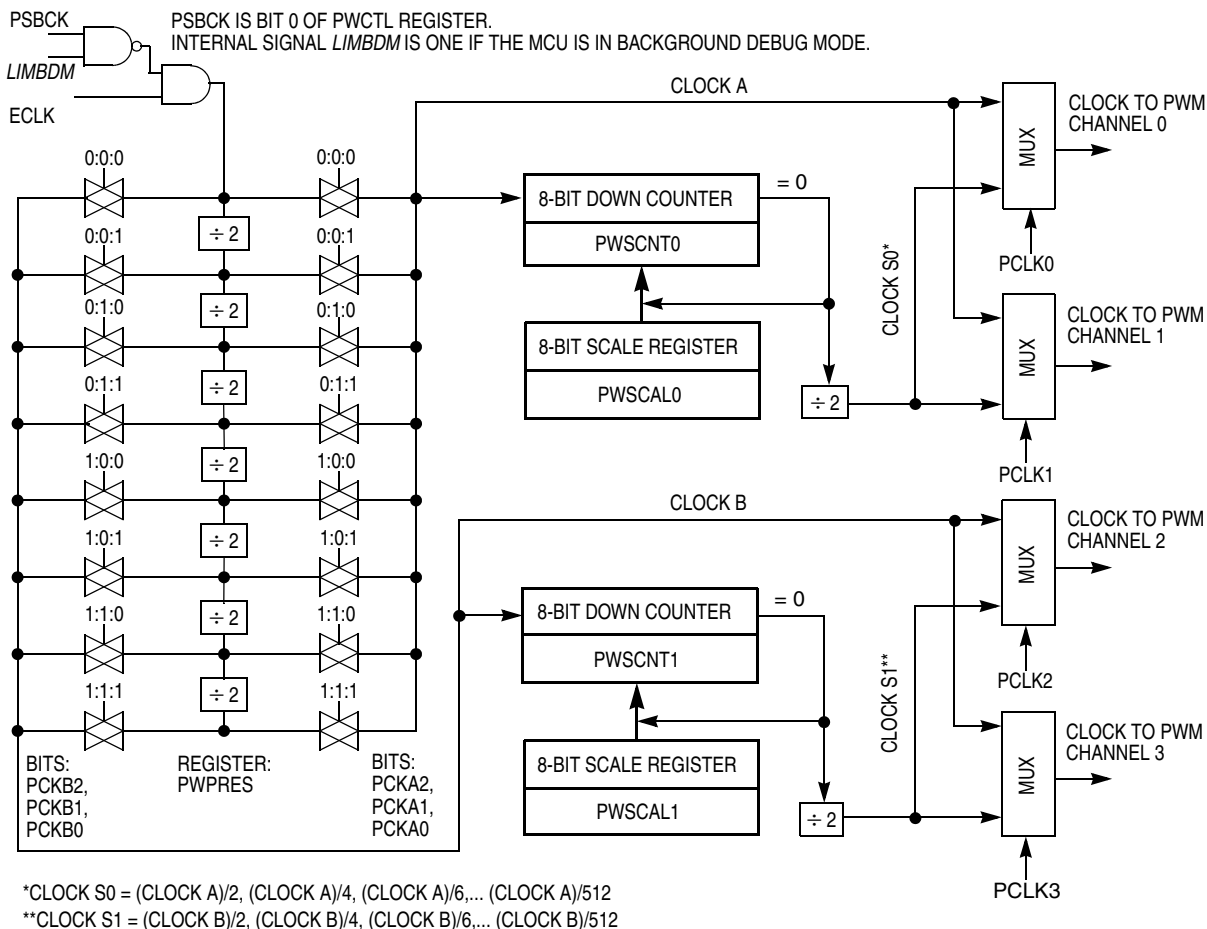 PSBCK
PSBCK IS BIT 0 OF PWCTL REGISTER.
INTERNAL SIGNAL LIMBDM IS ONE IF THE MCU IS IN BACKGROUND DEBUG MODE.
LIMBDM
ECLK
CLOCK A
CLOCK TO PWM
CHANNEL 0
MUX
PCLK0
0:0:0
0:0:0
÷ 2
0:0:1
0:0:1
÷ 2
0:1:0
0:1:0
÷ 2
0:1:1
0:1:1
÷ 2
1:0:0
1:0:0
÷ 2
1:0:1
1:0:1
÷ 2
1:1:0
1:1:0
÷ 2
1:1:1
1:1:1
8-BIT DOWN COUNTER
= 0
PWSCNT0
8-BIT SCALE REGISTER
PWSCAL0
÷ 2
CLOCK S0*
CLOCK TO PWM
CHANNEL 1
MUX
PCLK1
CLOCK B
CLOCK TO PWM
CHANNEL 2
MUX
PCLK2
8-BIT DOWN COUNTER
= 0
PWSCNT1
8-BIT SCALE REGISTER
PWSCAL1
÷ 2
CLOCK S1**
CLOCK TO PWM
CHANNEL 3
MUX
PCLK3
BITS:
PCKB2,
PCKB1,
PCKB0
REGISTER:
PWPRES
BITS:
PCKA2,
PCKA1,
PCKA0
*CLOCK S0 = (CLOCK A)/2, (CLOCK A)/4, (CLOCK A)/6,... (CLOCK A)/512
**CLOCK S1 = (CLOCK B)/2, (CLOCK B)/4, (CLOCK B)/6,... (CLOCK B)/512